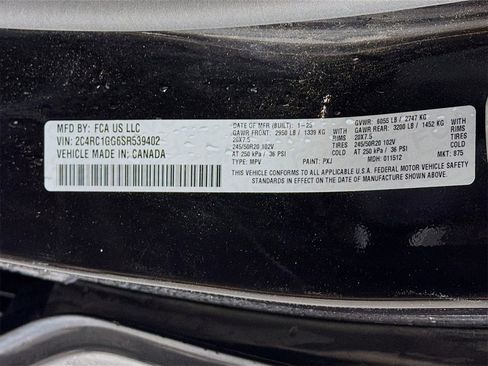 MFD BY: FCA US LLC
VIN: 2C4RC1GG6SR539402
VEHICLE MADE IN: CANADA
DATE OF MFR (BUILT): 1-25
GVWR: 6055 LB / 2747 KG
GAWR FRONT: 2950 LB / 1339 KG WITH
GAWR REAR: 3200 LB / 1452 KG WITH
20X7.5 RIMS
20X7.5 RIMS
245/50R20 102V TIRES
245/50R20 102V TIRES
AT 250 kPa / 36 PSI COLD
AT 250 kPa / 36 PSI COLD
TYPE: MPV PAINT: PXJ MDH: 011512 MKT: 875
THIS VEHICLE CONFORMS TO ALL APPLICABLE U.S.A. FEDERAL MOTOR VEHICLE SAFETY
STANDARDS IN EFFECT ON THE DATE OF MANUFACTURE SHOWN ABOVE.